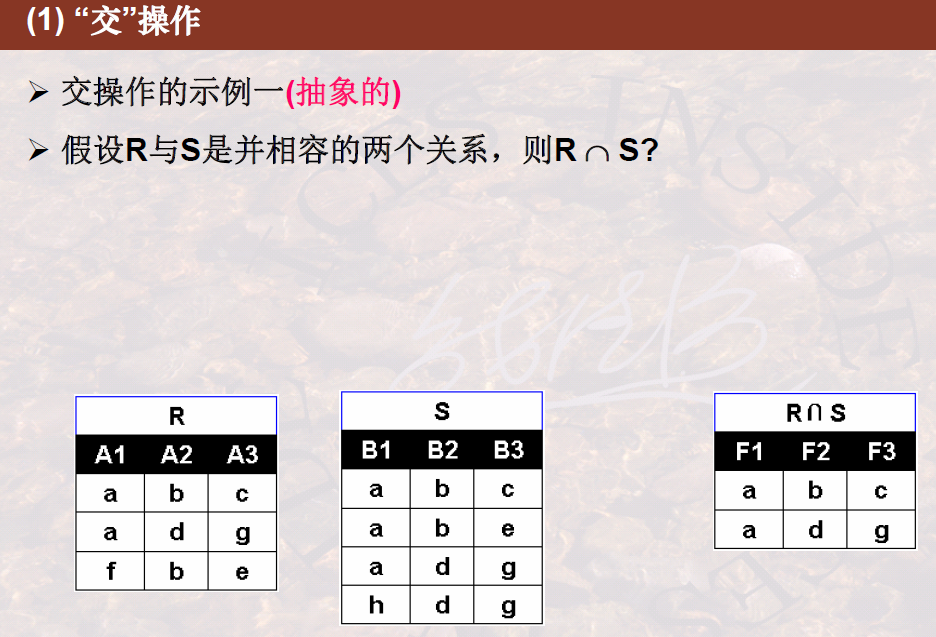 (1) “交”操作
➢ 交操作的示例一(抽象的)
➢ 假设R与S是并相容的两个关系，则R ∩ S?
R
A1 A2 A3
a b c
a d g
f b e
S
B1 B2 B3
a b c
a b e
a d g
h d g
R∩ S
F1 F2 F3
a b c
a d g